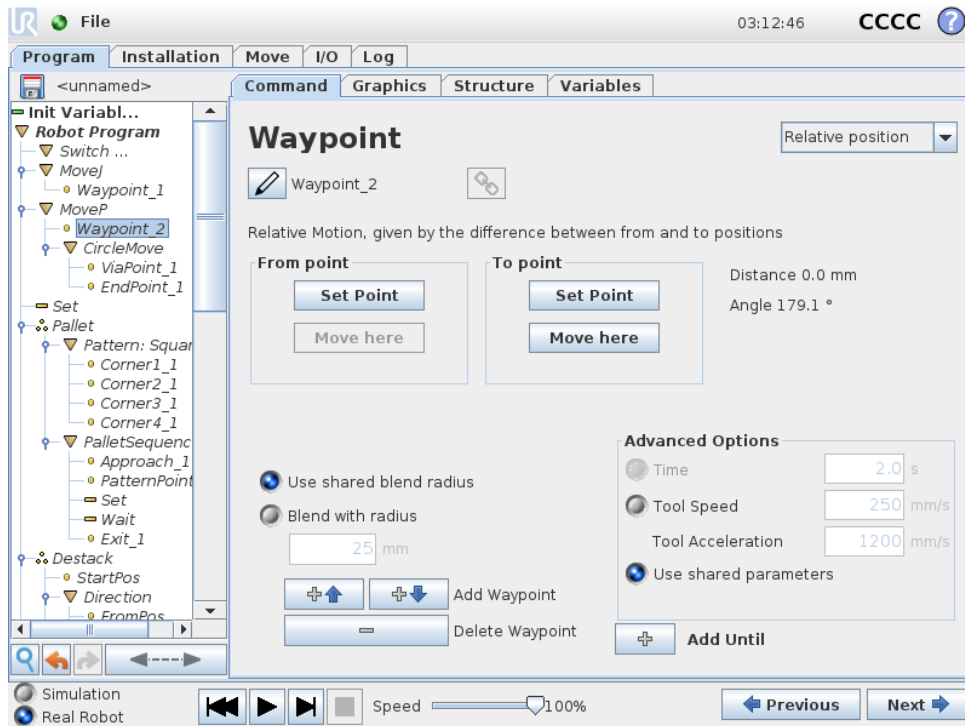 UR File 03:12:46 CCCC ?
Program Installation Move I/O Log
<unnamed>
Command Graphics Structure Variables
Init Variabl...
Robot Program
Switch ...
MoveJ
Waypoint_1
MoveP
Waypoint_2
CircleMove
ViaPoint_1
EndPoint_1
Set
Pallet
Pattern: Squar
Corner1_1
Corner2_1
Corner3_1
Corner4_1
PalletSequenc
Approach_1
PatternPoint
Set
Wait
Exit_1
Destack
StartPos
Direction
FromPos
Waypoint
Relative position
Waypoint_2
Relative Motion, given by the difference between from and to positions
From point
Set Point
Move here
To point
Set Point
Move here
Distance 0.0 mm
Angle 179.1 °
Use shared blend radius
Blend with radius
25 mm
Add Waypoint
Delete Waypoint
Advanced Options
Time 2.0 s
Tool Speed 250 mm/s
Tool Acceleration 1200 mm/s
Use shared parameters
Add Until
Simulation
Real Robot
Speed 100%
Previous Next